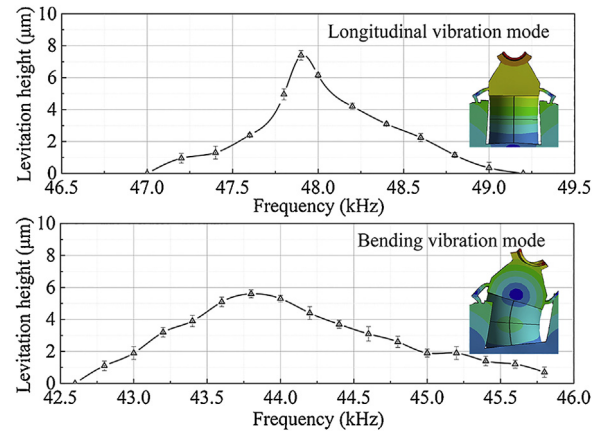 Longitudinal vibration mode
Levitation height (μm)
10
8
6
4
2
0
46.5 47.0 47.5 48.0 48.5 49.0 49.5
Frequency (kHz)
Bending vibration mode
Levitation height (μm)
10
8
6
4
2
0
42.5 43.0 43.5 44.0 44.5 45.0 45.5 46.0
Frequency (kHz)